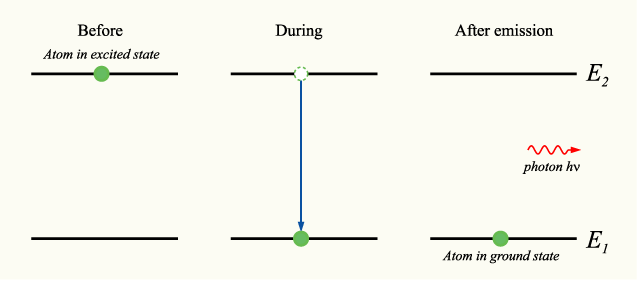 Before
During
After emission
Atom in excited state
E2
photon hν
E1
Atom in ground state